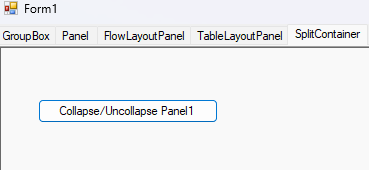 Form1
GroupBox Panel FlowLayoutPanel TableLayoutPanel SplitContainer
Collapse/Uncollapse Panel1